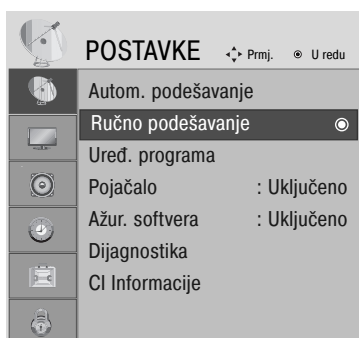 POSTAVKE Prmj. U redu
Autom. podešavanje
Ručno podešavanje
Uređ. programa
Pojačalo : Uključeno
Ažur. softvera : Uključeno
Dijagnostika
CI Informacije